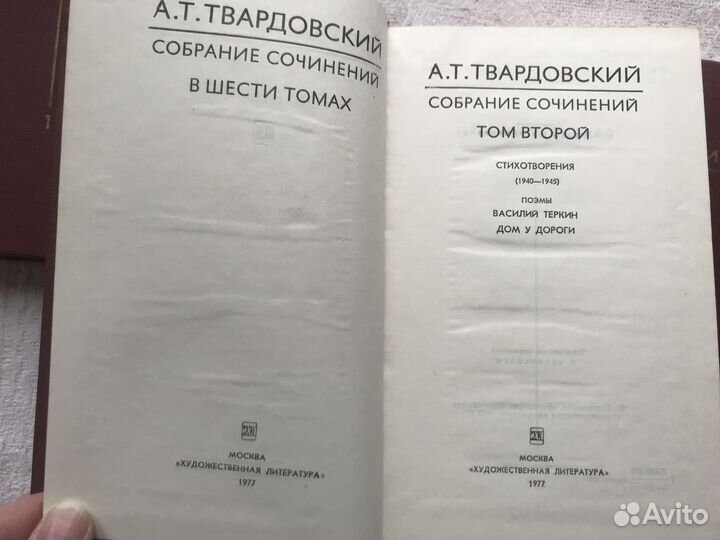 А.Т. ТВАРДОВСКИЙ
СОБРАНИЕ СОЧИНЕНИЙ
В ШЕСТИ ТОМАХ
МОСКВА
«ХУДОЖЕСТВЕННАЯ ЛИТЕРАТУРА»
1977
А.Т. ТВАРДОВСКИЙ
СОБРАНИЕ СОЧИНЕНИЙ
ТОМ ВТОРОЙ
СТИХОТВОРЕНИЯ
(1940—1945)
ПОЭМЫ
ВАСИЛИЙ ТЕРКИН
ДОМ У ДОРОГИ
МОСКВА
«ХУДОЖЕСТВЕННАЯ ЛИТЕРАТУРА»
1977
Avito